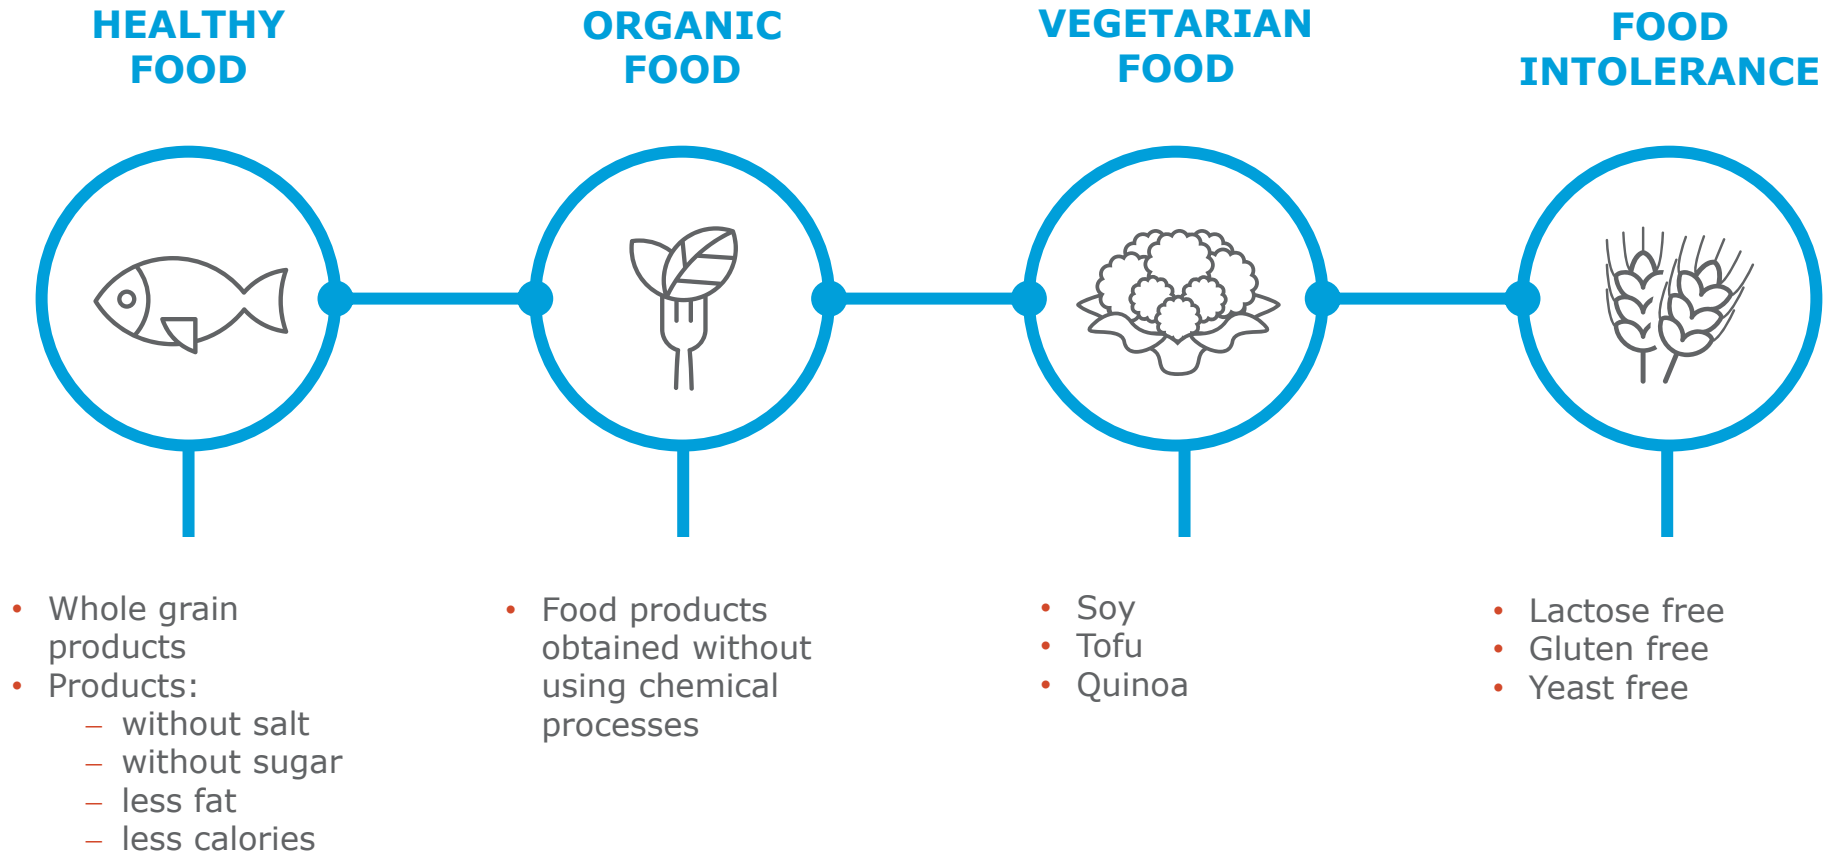 HEALTHY
FOOD
ORGANIC
FOOD
VEGETARIAN
FOOD
FOOD
INTOLERANCE
• Whole grain
products
• Products:
– without salt
– without sugar
– less fat
– less calories
• Food products
obtained without
using chemical
processes
• Soy
• Tofu
• Quinoa
• Lactose free
• Gluten free
• Yeast free